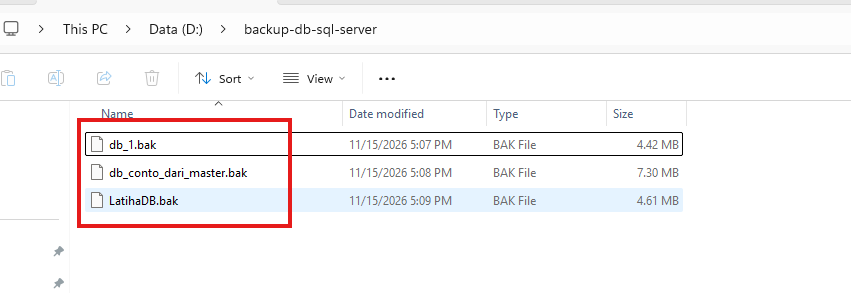 This PC > Data (D:) > backup-db-sql-server
Sort View ...
Name Date modified Type Size
db_1.bak 11/15/2026 5:07 PM BAK File 4.42 MB
db_conto_dari_master.bak 11/15/2026 5:08 PM BAK File 7.30 MB
LatihaDB.bak 11/15/2026 5:09 PM BAK File 4.61 MB